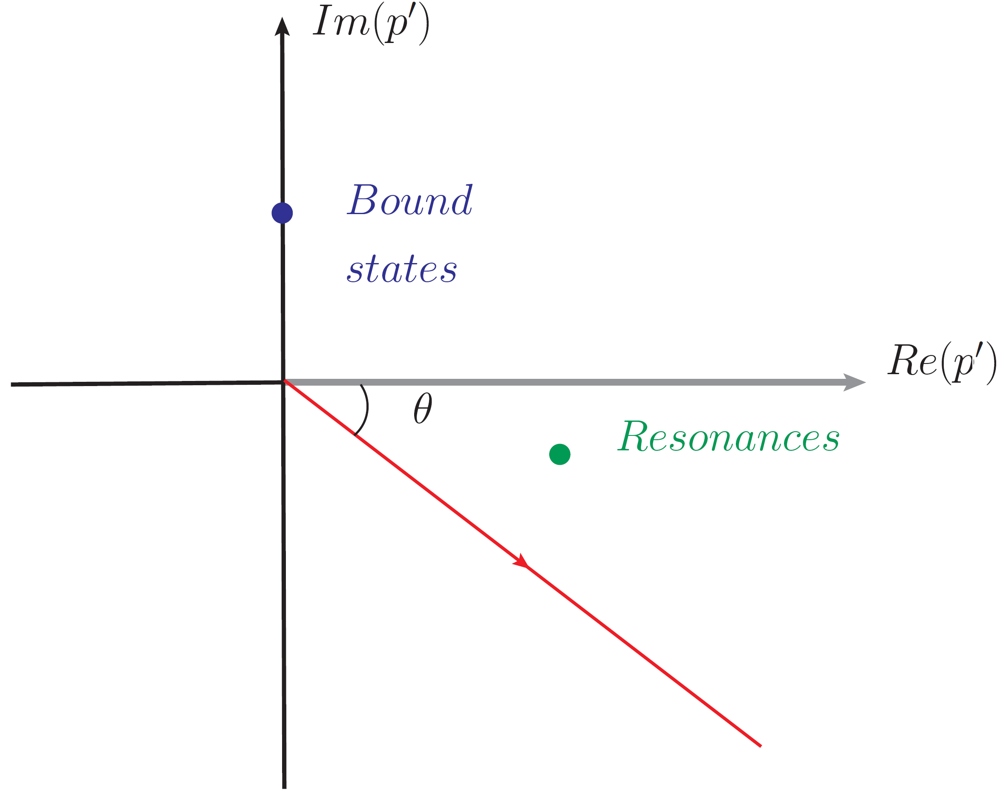 Im(p′)
Bound
states
Re(p′)
θ
Resonances